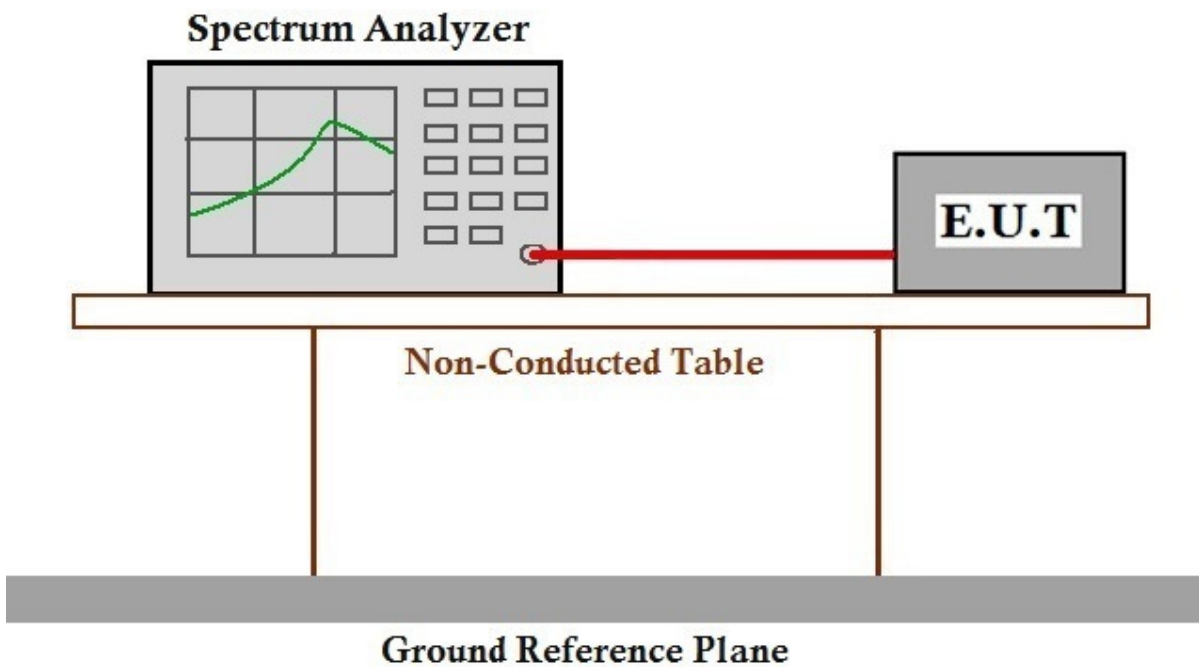 Spectrum Analyzer
E.U.T
Non-Conducted Table
Ground Reference Plane